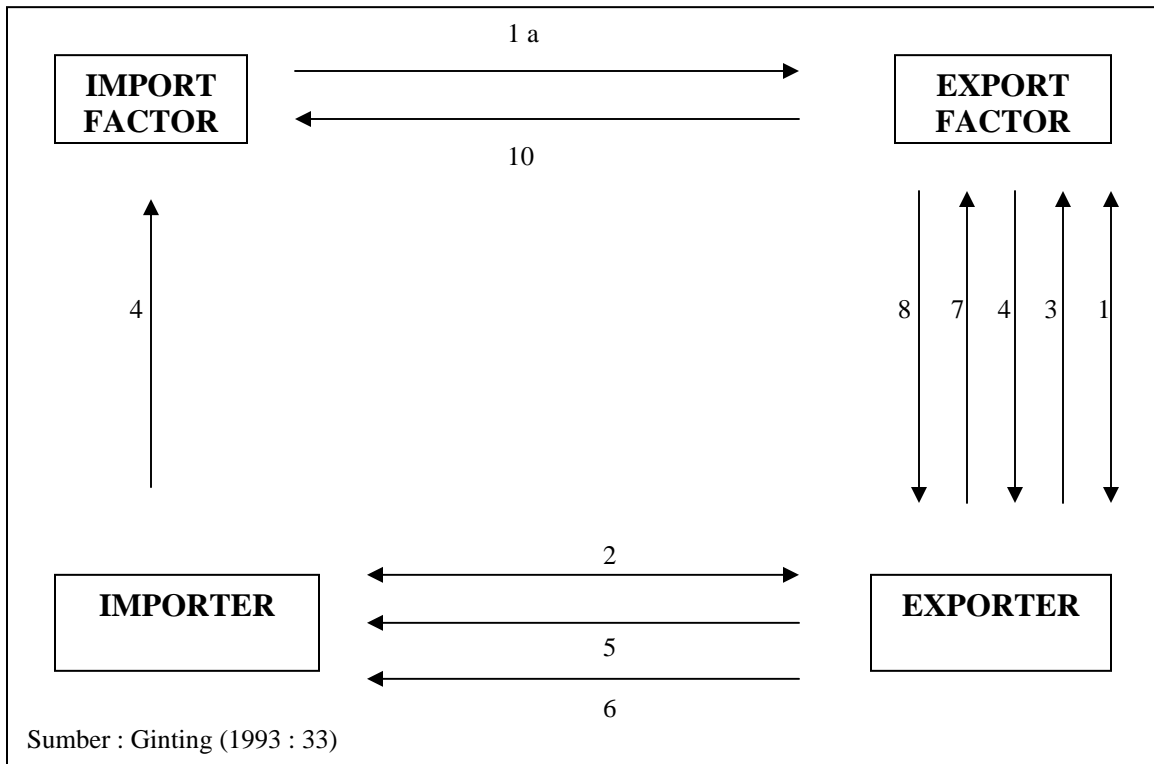 1 a
IMPORT
FACTOR
EXPORT
FACTOR
10
4
8 7 4 3 1
2
IMPORTER
EXPORTER
5
6
Sumber : Ginting (1993 : 33)